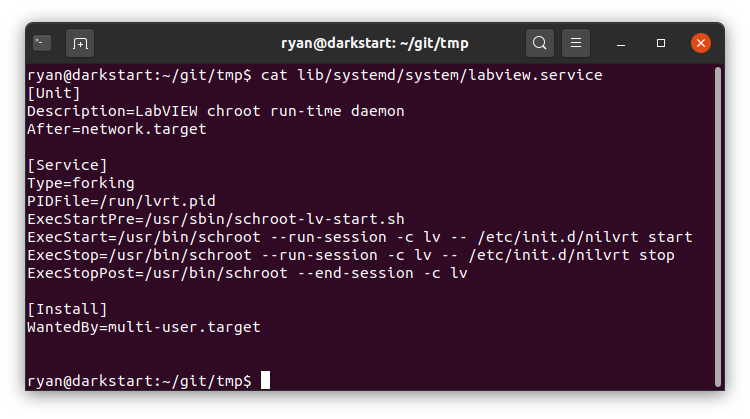 ryan@darkstart: ~/git/tmp
ryan@darkstart:~/git/tmp$ cat lib/systemd/system/labview.service
[Unit]
Description=LabVIEW chroot run-time daemon
After=network.target
[Service]
Type=forking
PIDFile=/run/lvrt.pid
ExecStartPre=/usr/sbin/schroot-lv-start.sh
ExecStart=/usr/bin/schroot --run-session -c lv -- /etc/init.d/nilvrt start
ExecStop=/usr/bin/schroot --run-session -c lv -- /etc/init.d/nilvrt stop
ExecStopPost=/usr/bin/schroot --end-session -c lv
[Install]
WantedBy=multi-user.target
ryan@darkstart:~/git/tmp$